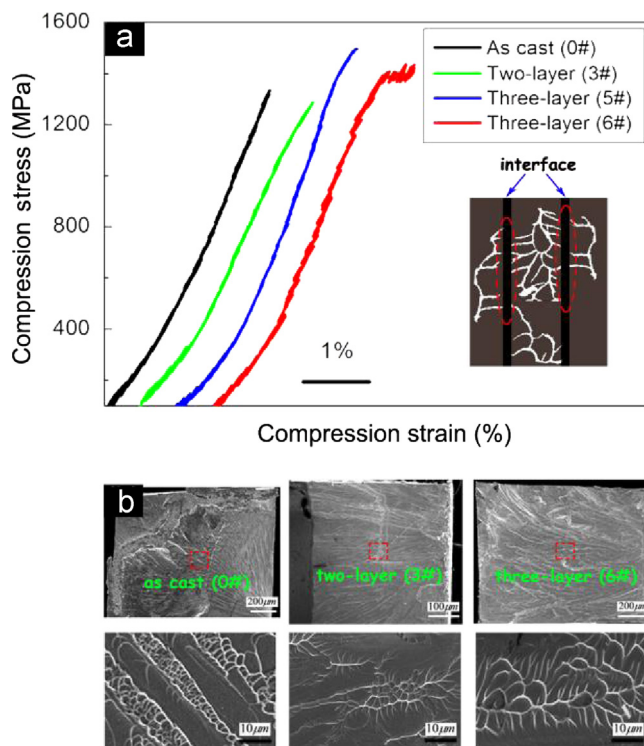 a
1600
1200
800
400
Compression stress (MPa)
As cast (0#)
Two-layer (3#)
Three-layer (5#)
Three-layer (6#)
interface
1%
Compression strain (%)
b
as cast (0#)
200μm
two-layer (3#)
100μm
three-layer (6#)
200μm
10μm
10μm
10μm